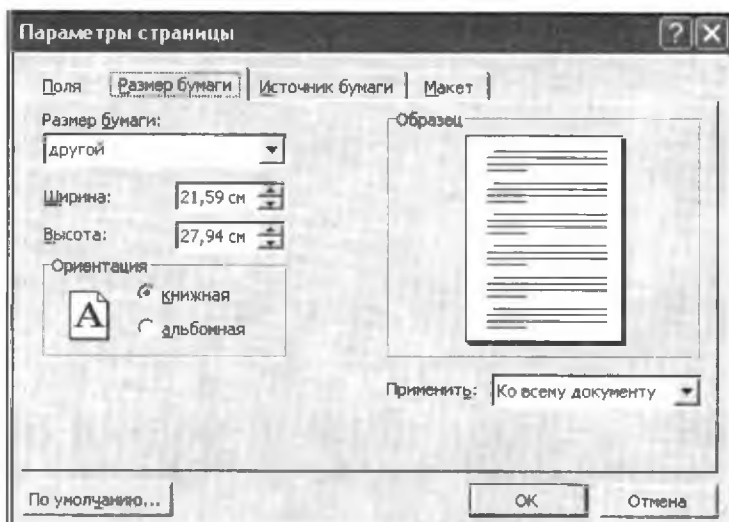 Параметры страницы
Поля Размер бумаги Источник бумаги Макет
Размер бумаги:
другой
Ширина: 21,59 см
Высота: 27,94 см
Ориентация
A
книжная
альбомная
Образец
Применить: Ко всему документу
По умолчанию... ОК Отмена